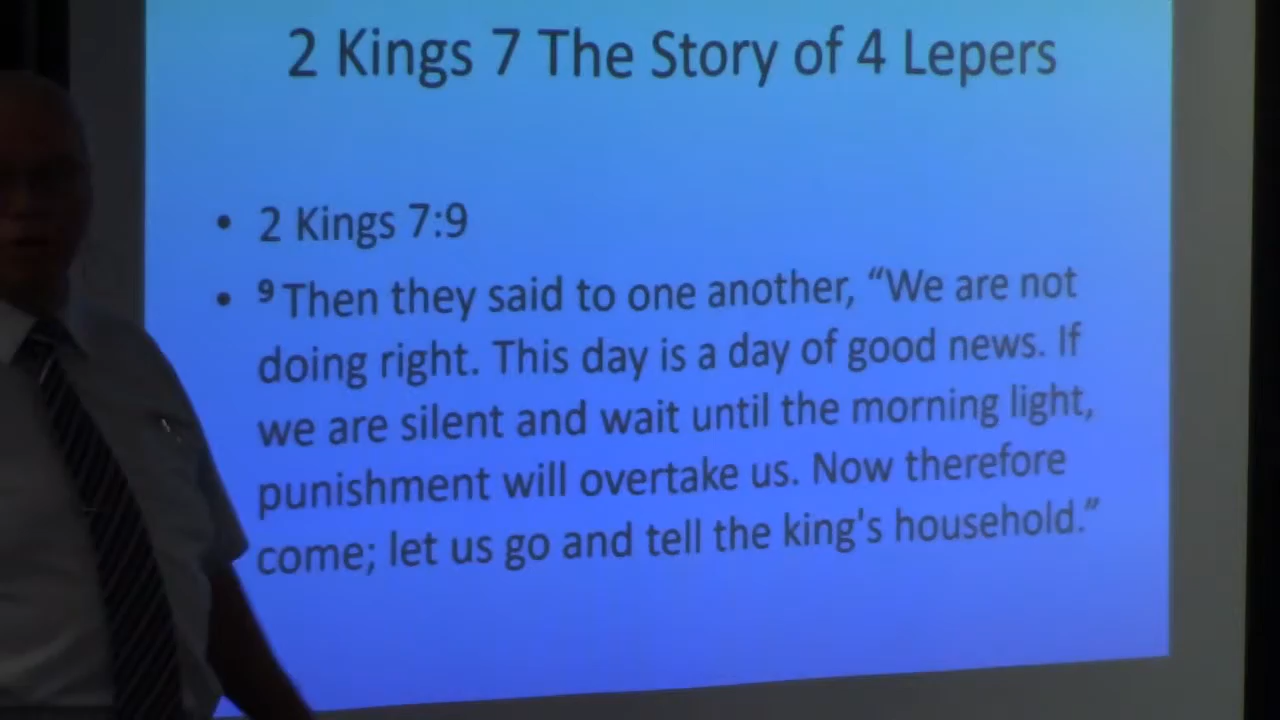 2 Kings 7 The Story of 4 Lepers
• 2 Kings 7:9
• 9 Then they said to one another, “We are not
doing right. This day is a day of good news. If
we are silent and wait until the morning light,
punishment will overtake us. Now therefore
come; let us go and tell the king's household.”